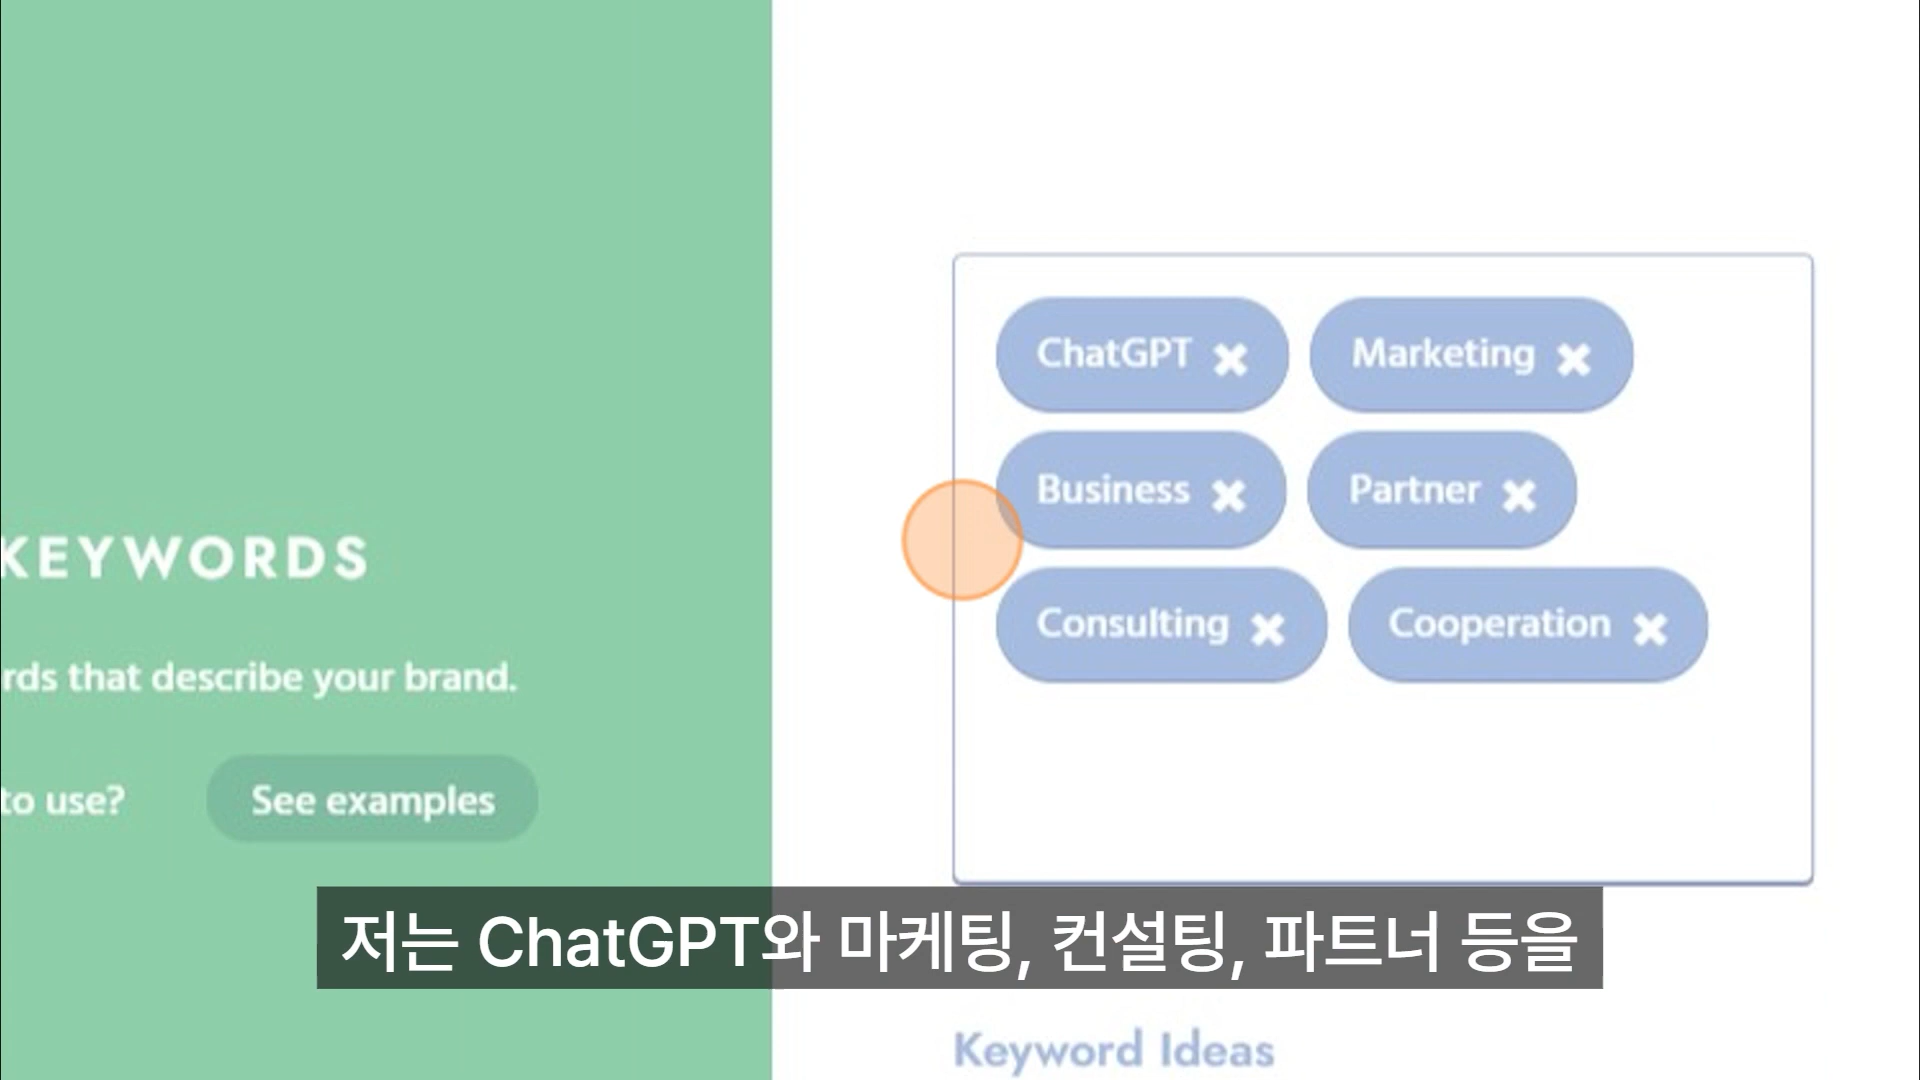 KEYWORDS
rds that describe your brand.
to use?
See examples
ChatGPT ✖ Marketing ✖
Business ✖ Partner ✖
Consulting ✖ Cooperation ✖
저는 ChatGPT와 마케팅, 컨설팅, 파트너 등을
Keyword Ideas